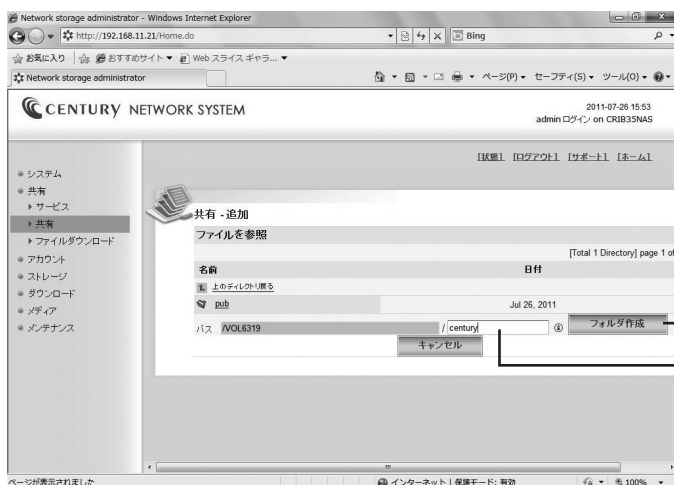 Network storage administrator - Windows Internet Explorer
http://192.168.11.21/Home.do
Bing
お気に入り おすすめサイト ▼ Web スライス ギャラ... ▼
Network storage administrator
ページ(P) ▼ セーフティ(S) ▼ ツール(O) ▼
CENTURY NETWORK SYSTEM
2011-07-26 15:53
admin ログイン on CRIB35NAS
[状態] [ログアウト] [サポート] [ホーム]
システム
共有
サービス
共有
ファイルダウンロード
アカウント
ストレージ
ダウンロード
メディア
メンテナンス
共有 - 追加
ファイルを参照
[Total 1 Directory] page 1 of
名前 日付
上のディレクトリ戻る
pub Jul 26, 2011
パス /VOL6319 / century フォルダ作成
キャンセル
ページが表示されました インターネット | 保護モード: 有効 100%